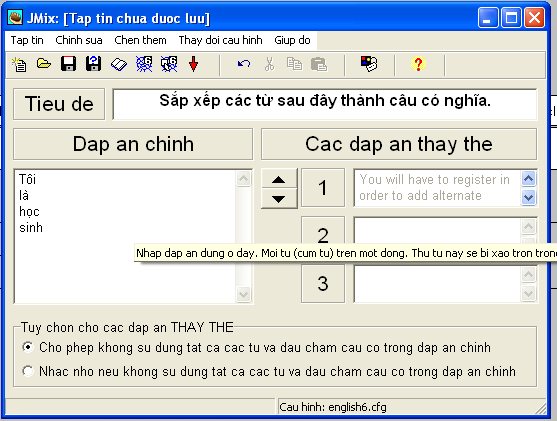 JMix: [Tap tin chua duoc luu]
Tap tin Chinh sua Chen them Thay doi cau hinh Giup do
Tieu de
Sắp xếp các từ sau đây thành câu có nghĩa.
Dap an chinh
Cac dap an thay the
Tôi
là
học
sinh
1
You will have to register in
order to add alternate
2
Nhap dap an dung o day. Moi tu (cum tu) tren mot dong. Thu tu nay se bi xao tron trong
3
Tuy chon cho cac dap an THAY THE
Cho phep khong su dung tat ca cac tu va dau cham cau co trong dap an chinh
Nhac nho neu khong su dung tat ca cac tu va dau cham cau co trong dap an chinh
Cau hinh: english6.cfg